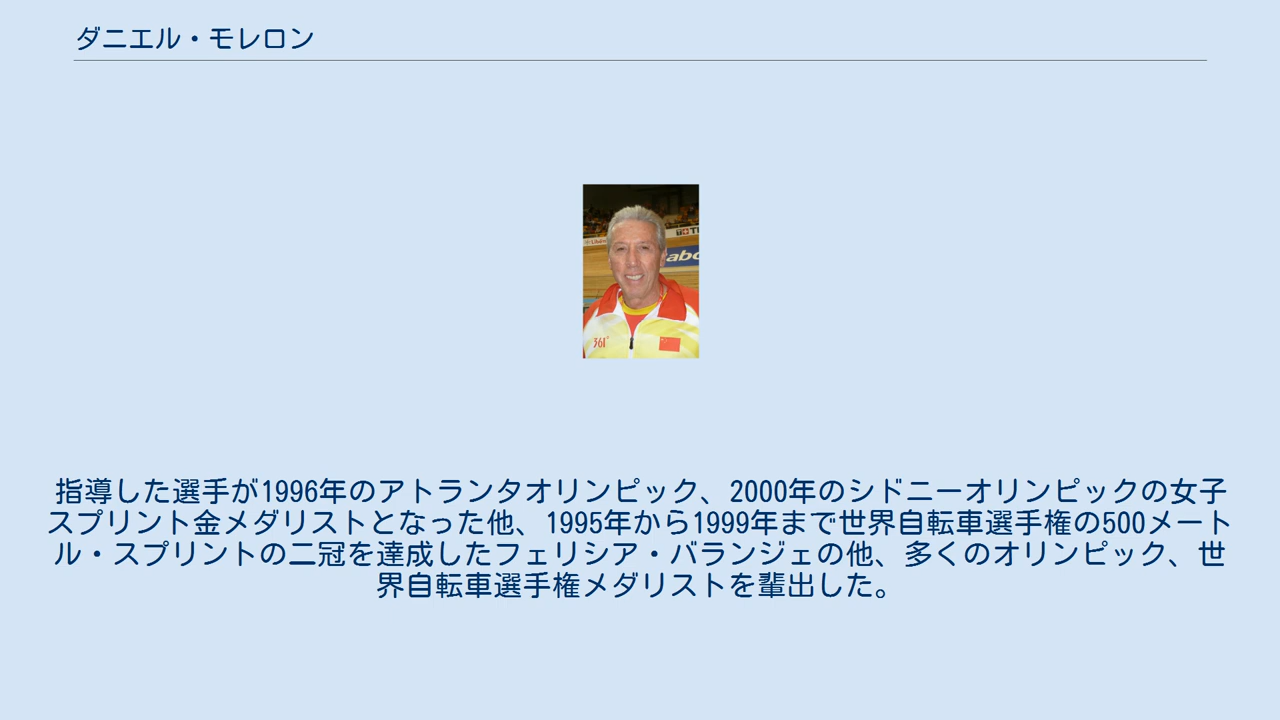 ダニエル・モレロン
abo
361°
指導した選手が1996年のアトランタオリンピック、2000年のシドニーオリンピックの女子
スプリント金メダリストとなった他、1995年から1999年まで世界自転車選手権の500メート
ル・スプリントの二冠を達成したフェリシア・バランジェの他、多くのオリンピック、世
界自転車選手権メダリストを輩出した。